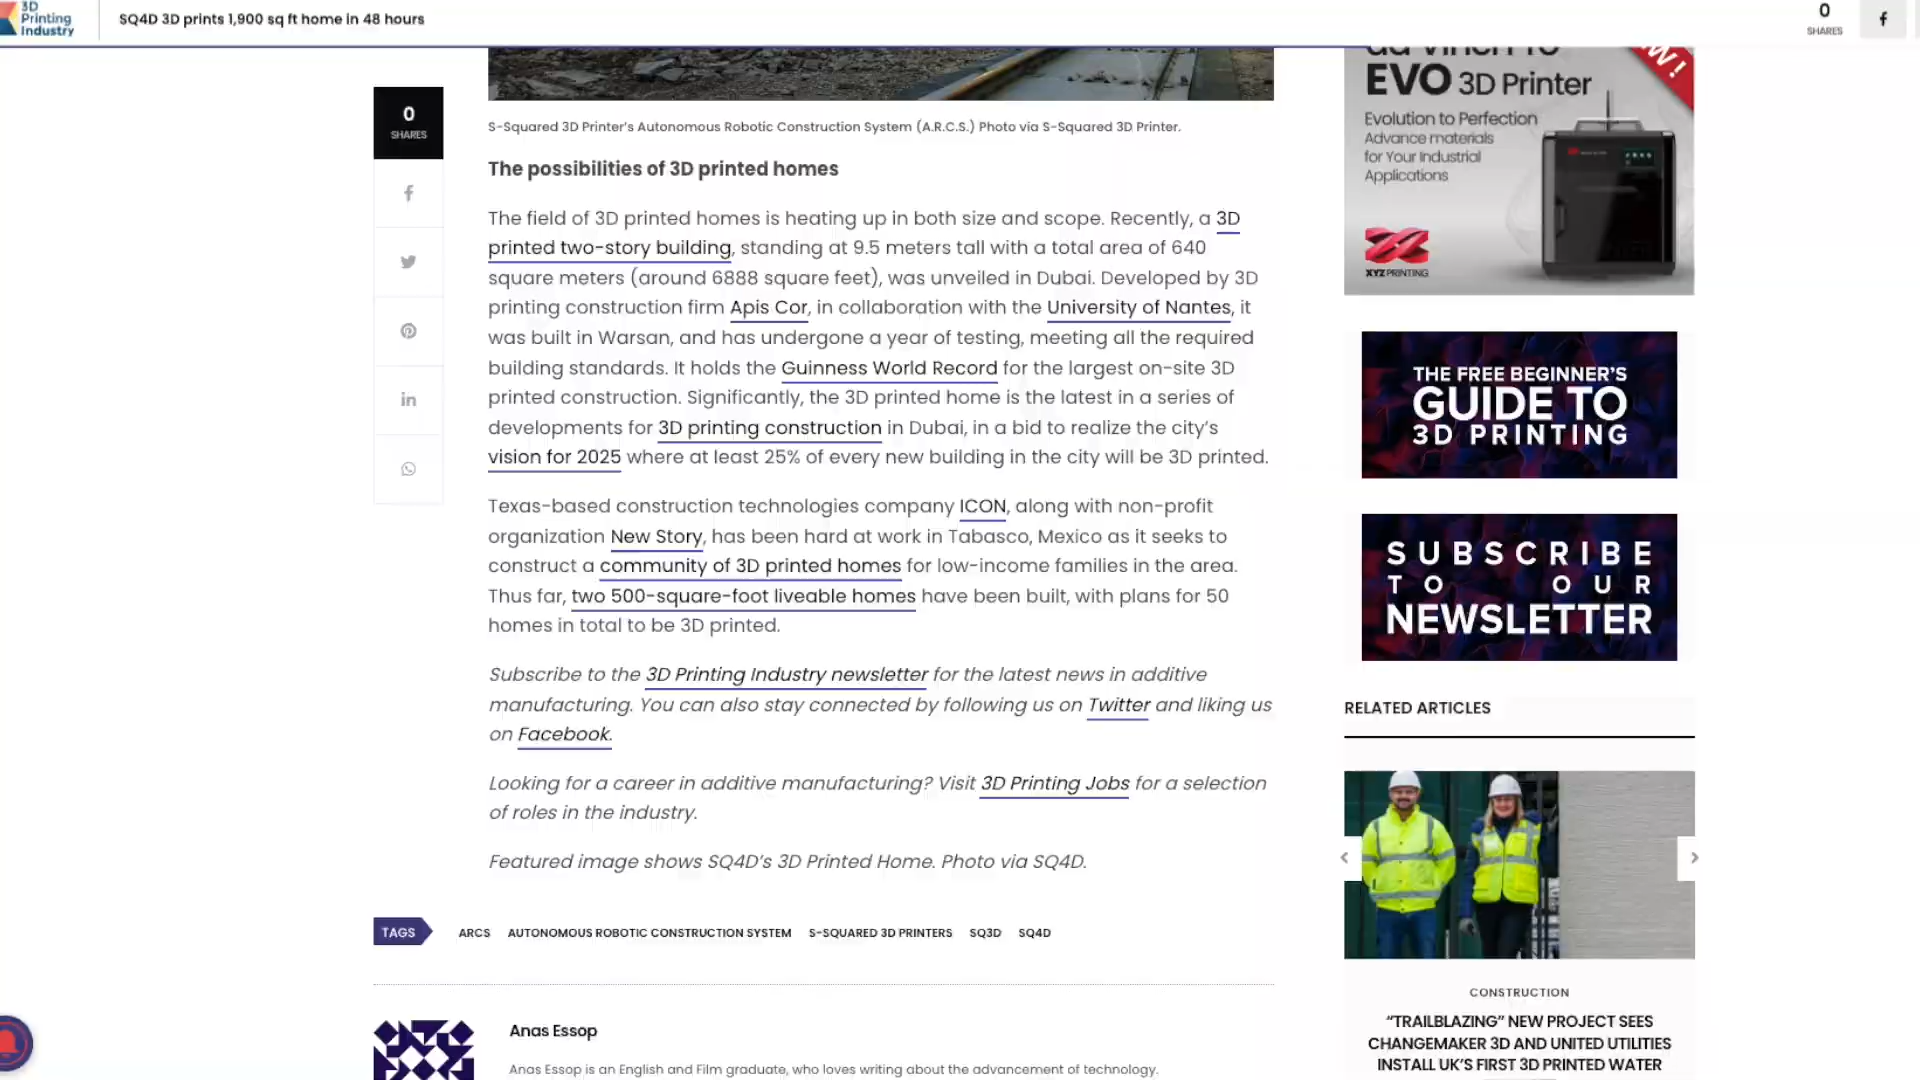 3D
Printing
Industry
SQ4D 3D prints 1,900 sq ft home in 48 hours
0
SHARES
0
SHARES
S-Squared 3D Printer's Autonomous Robotic Construction System (A.R.C.S.) Photo via S-Squared 3D Printer.
The possibilities of 3D printed homes
The field of 3D printed homes is heating up in both size and scope. Recently, a 3D
printed two-story building, standing at 9.5 meters tall with a total area of 640
square meters (around 6888 square feet), was unveiled in Dubai. Developed by 3D
printing construction firm Apis Cor, in collaboration with the University of Nantes, it
was built in Warsan, and has undergone a year of testing, meeting all the required
building standards. It holds the Guinness World Record for the largest on-site 3D
printed construction. Significantly, the 3D printed home is the latest in a series of
developments for 3D printing construction in Dubai, in a bid to realize the city's
vision for 2025 where at least 25% of every new building in the city will be 3D printed.
Texas-based construction technologies company ICON, along with non-profit
organization New Story, has been hard at work in Tabasco, Mexico as it seeks to
construct a community of 3D printed homes for low-income families in the area.
Thus far, two 500-square-foot liveable homes have been built, with plans for 50
homes in total to be 3D printed.
Subscribe to the 3D Printing Industry newsletter for the latest news in additive
manufacturing. You can also stay connected by following us on Twitter and liking us
on Facebook.
Looking for a career in additive manufacturing? Visit 3D Printing Jobs for a selection
of roles in the industry.
Featured image shows SQ4D's 3D Printed Home. Photo via SQ4D.
TAGS
ARCS AUTONOMOUS ROBOTIC CONSTRUCTION SYSTEM S-SQUARED 3D PRINTERS SQ3D SQ4D
Anas Essop
Anas Essop is an English and Film graduate, who loves writing about the advancement of technology.
EVO 3D Printer
Evolution to Perfection
Advance materials
for Your Industrial
Applications
XYZPRINTING
THE FREE BEGINNER'S
GUIDE TO
3D PRINTING
SUBSCRIBE
TO OUR
NEWSLETTER
RELATED ARTICLES
CONSTRUCTION
"TRAILBLAZING" NEW PROJECT SEES
CHANGEMAKER 3D AND UNITED UTILITIES
INSTALL UK'S FIRST 3D PRINTED WATER